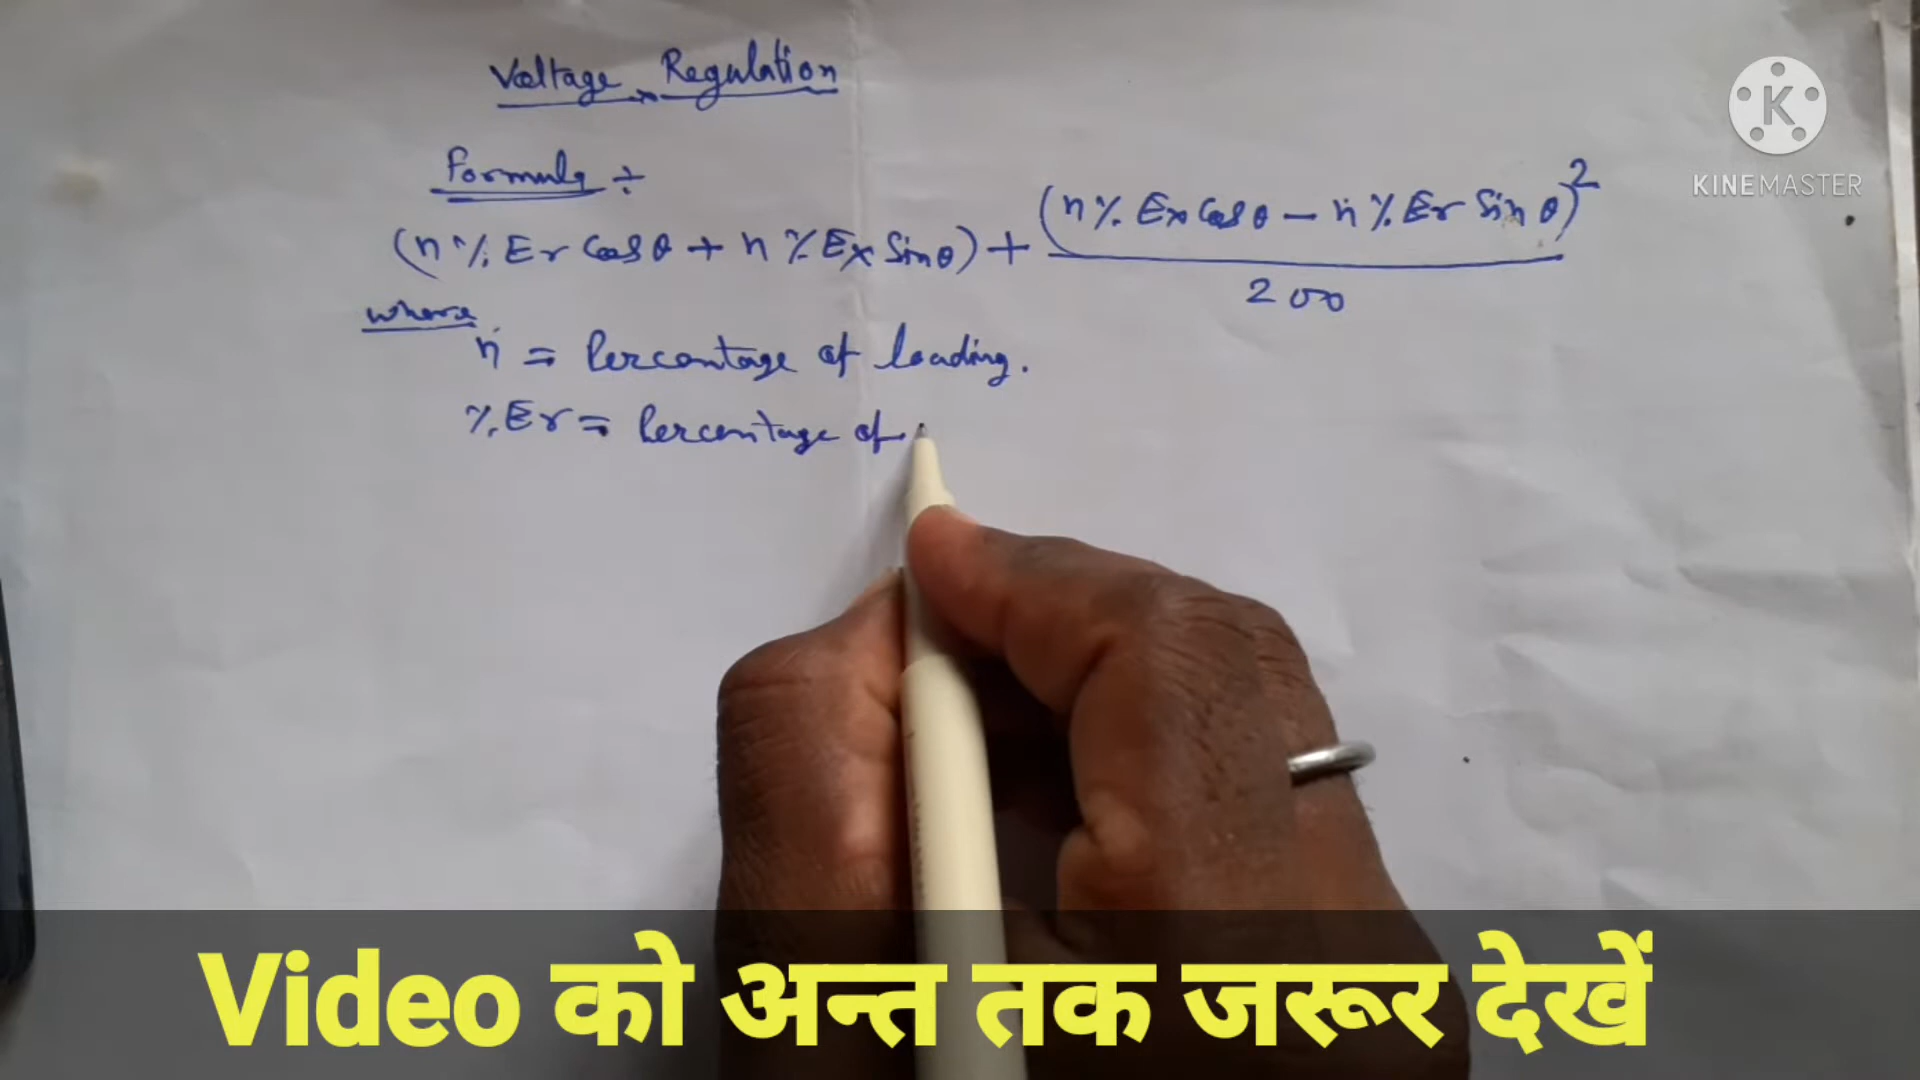 Voltage Regulation
KINEMASTER
Formula ÷
(n % Er Cosθ + n % Ex Sinθ) + (n % Ex Cosθ - n % Er Sin θ)² / 200
where
n = Percentage of loading.
% Er = Percentage of
Video को अन्त तक जरूर देखें